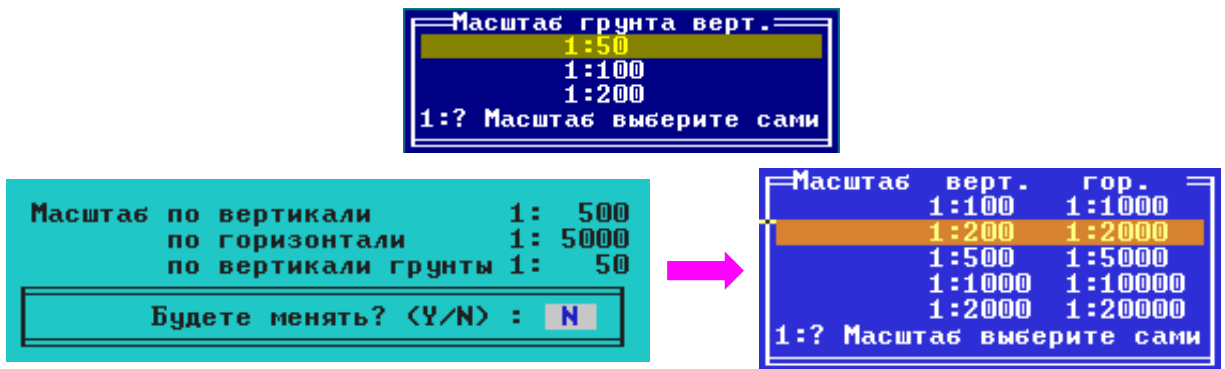 Масштаб грунта верт.
1:50
1:100
1:200
1:? Масштаб выберите сами
Масштаб по вертикали 1: 500
по горизонтали 1: 5000
по вертикали грунты 1: 50
Будете менять? (Y/N) : N
Масштаб верт. гор.
1:100 1:1000
1:200 1:2000
1:500 1:5000
1:1000 1:10000
1:2000 1:20000
1:? Масштаб выберите сами